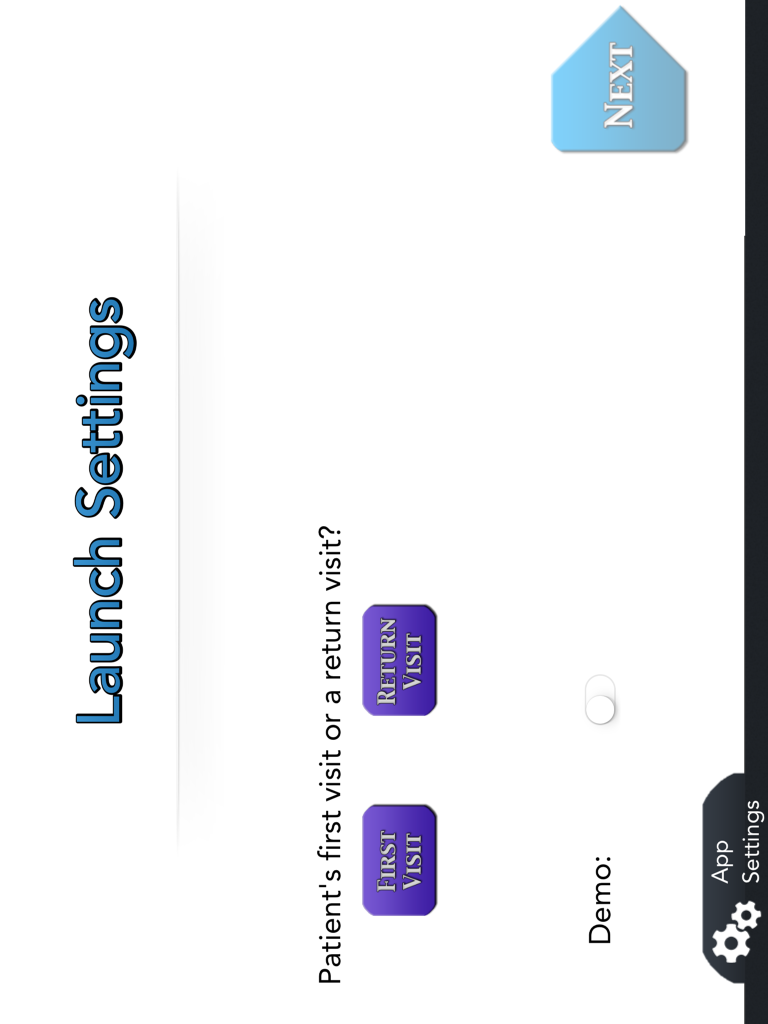 Launch Settings
Patient's first visit or a return visit?
FIRST
VISIT
RETURN
VISIT
Demo:
NEXT
App
Settings